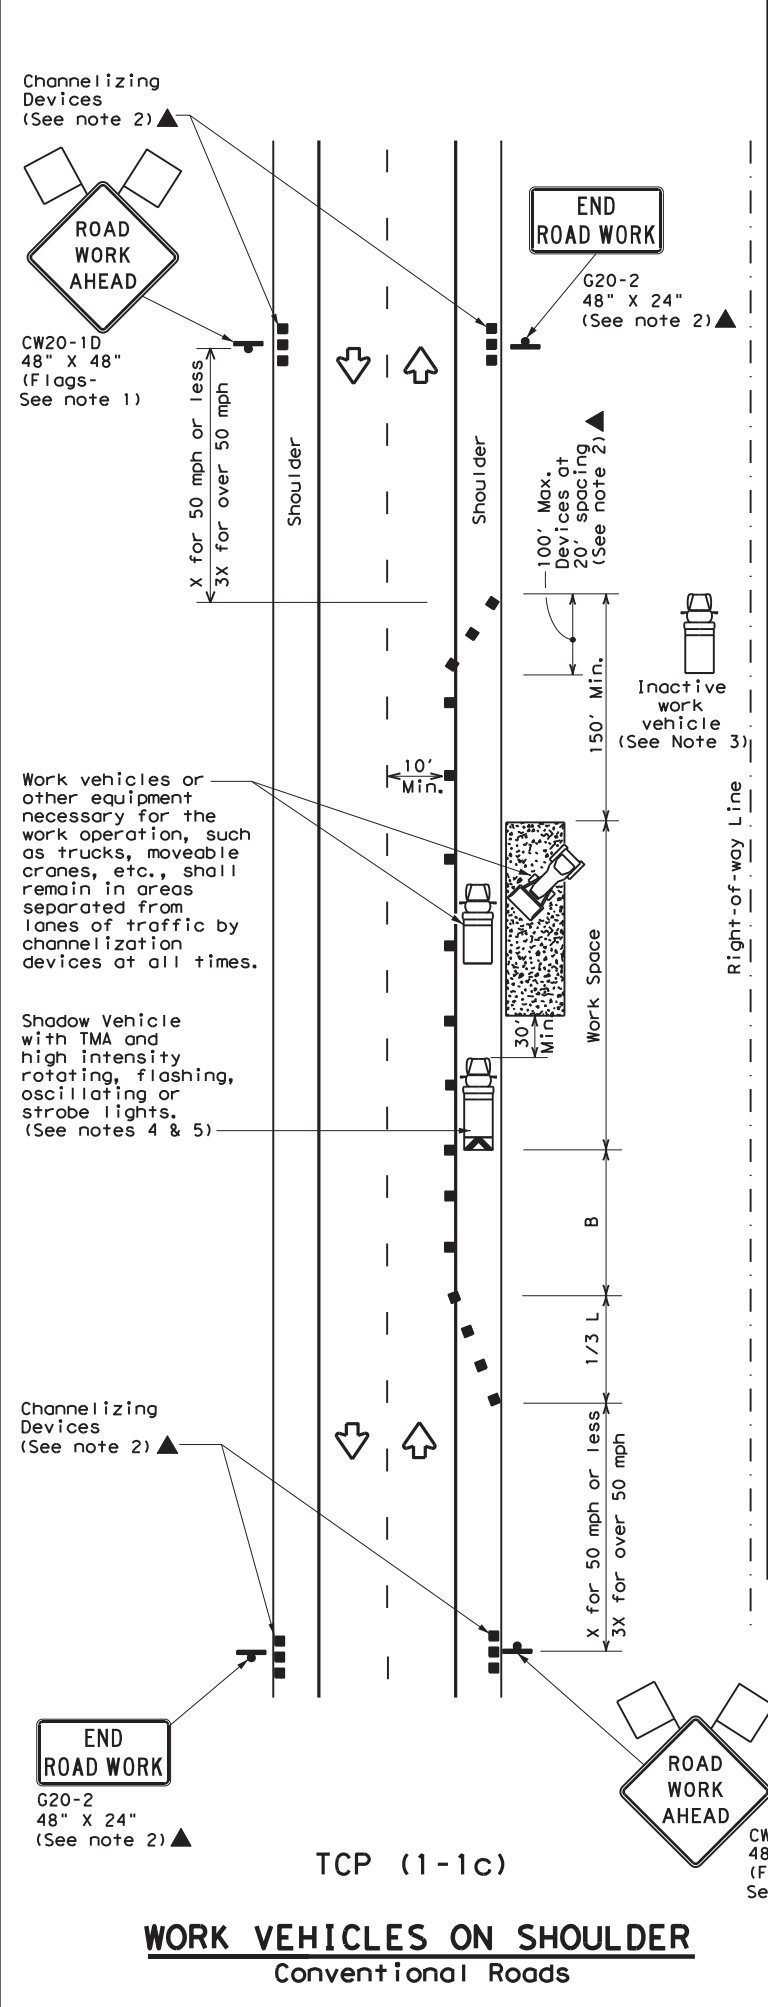 Channelizing
Devices
(See note 2)
ROAD
WORK
AHEAD
CW20-1D
48" X 48"
(Flags-
See note 1)
END
ROAD WORK
G20-2
48" X 24"
(See note 2)
X for 50 mph or less
3X for over 50 mph
Shoulder
Shoulder
100' Max.
Devices at
20' spacing
(See note 2)
150' Min.
Inactive
work
vehicle
(See Note 3)
Right-of-way Line
10'
Min.
Work vehicles or
other equipment
necessary for the
work operation, such
as trucks, moveable
cranes, etc., shall
remain in areas
separated from
lanes of traffic by
channelization
devices at all times.
Work Space
30'
Min.
Shadow Vehicle
with TMA and
high intensity
rotating, flashing,
oscillating or
strobe lights.
(See notes 4 & 5)
B
1/3 L
Channelizing
Devices
(See note 2)
X for 50 mph or less
3X for over 50 mph
END
ROAD WORK
G20-2
48" X 24"
(See note 2)
ROAD
WORK
AHEAD
CW
48
(F
Se
TCP (1-1c)
WORK VEHICLES ON SHOULDER
Conventional Roads